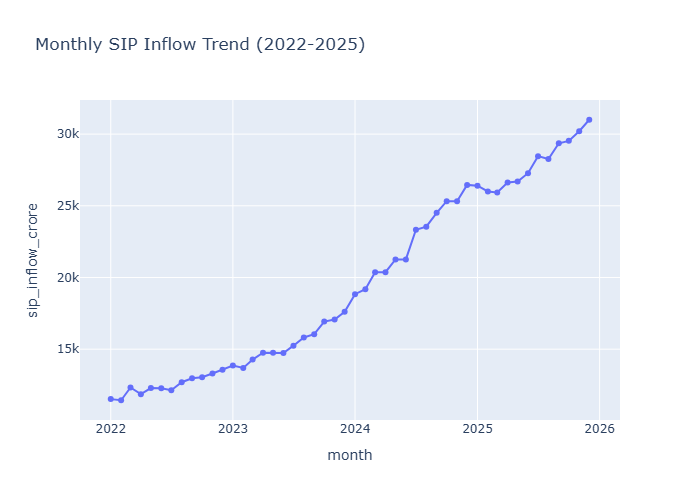 Monthly SIP Inflow Trend (2022-2025)
30k
25k
20k
15k
sip_inflow_crore
2022 2023 2024 2025 2026
month